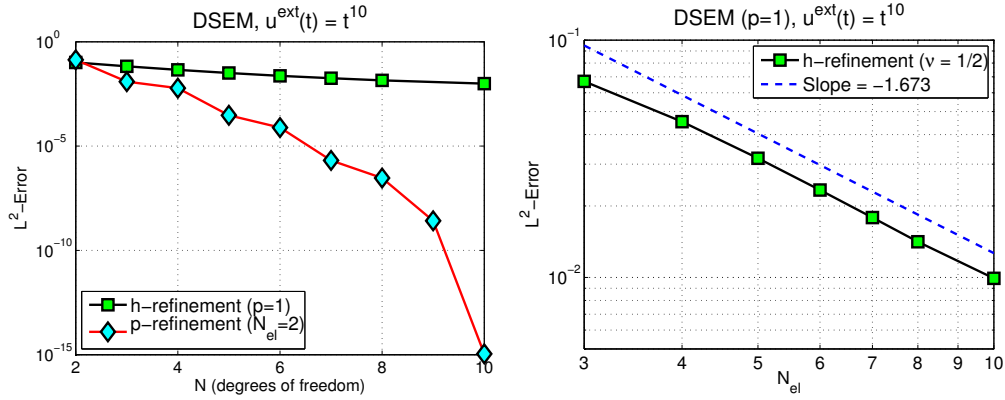 DSEM, u^ext(t) = t^10
10^0
10^−5
10^−10
10^−15
L^2−Error
2
4
6
8
10
N (degrees of freedom)
h−refinement (p=1)
p−refinement (N_el=2)
DSEM (p=1), u^ext(t) = t^10
10^−1
10^−2
L^2−Error
3
4
5
6
7
8
9
10
N_el
h−refinement (ν = 1/2)
Slope = −1.673